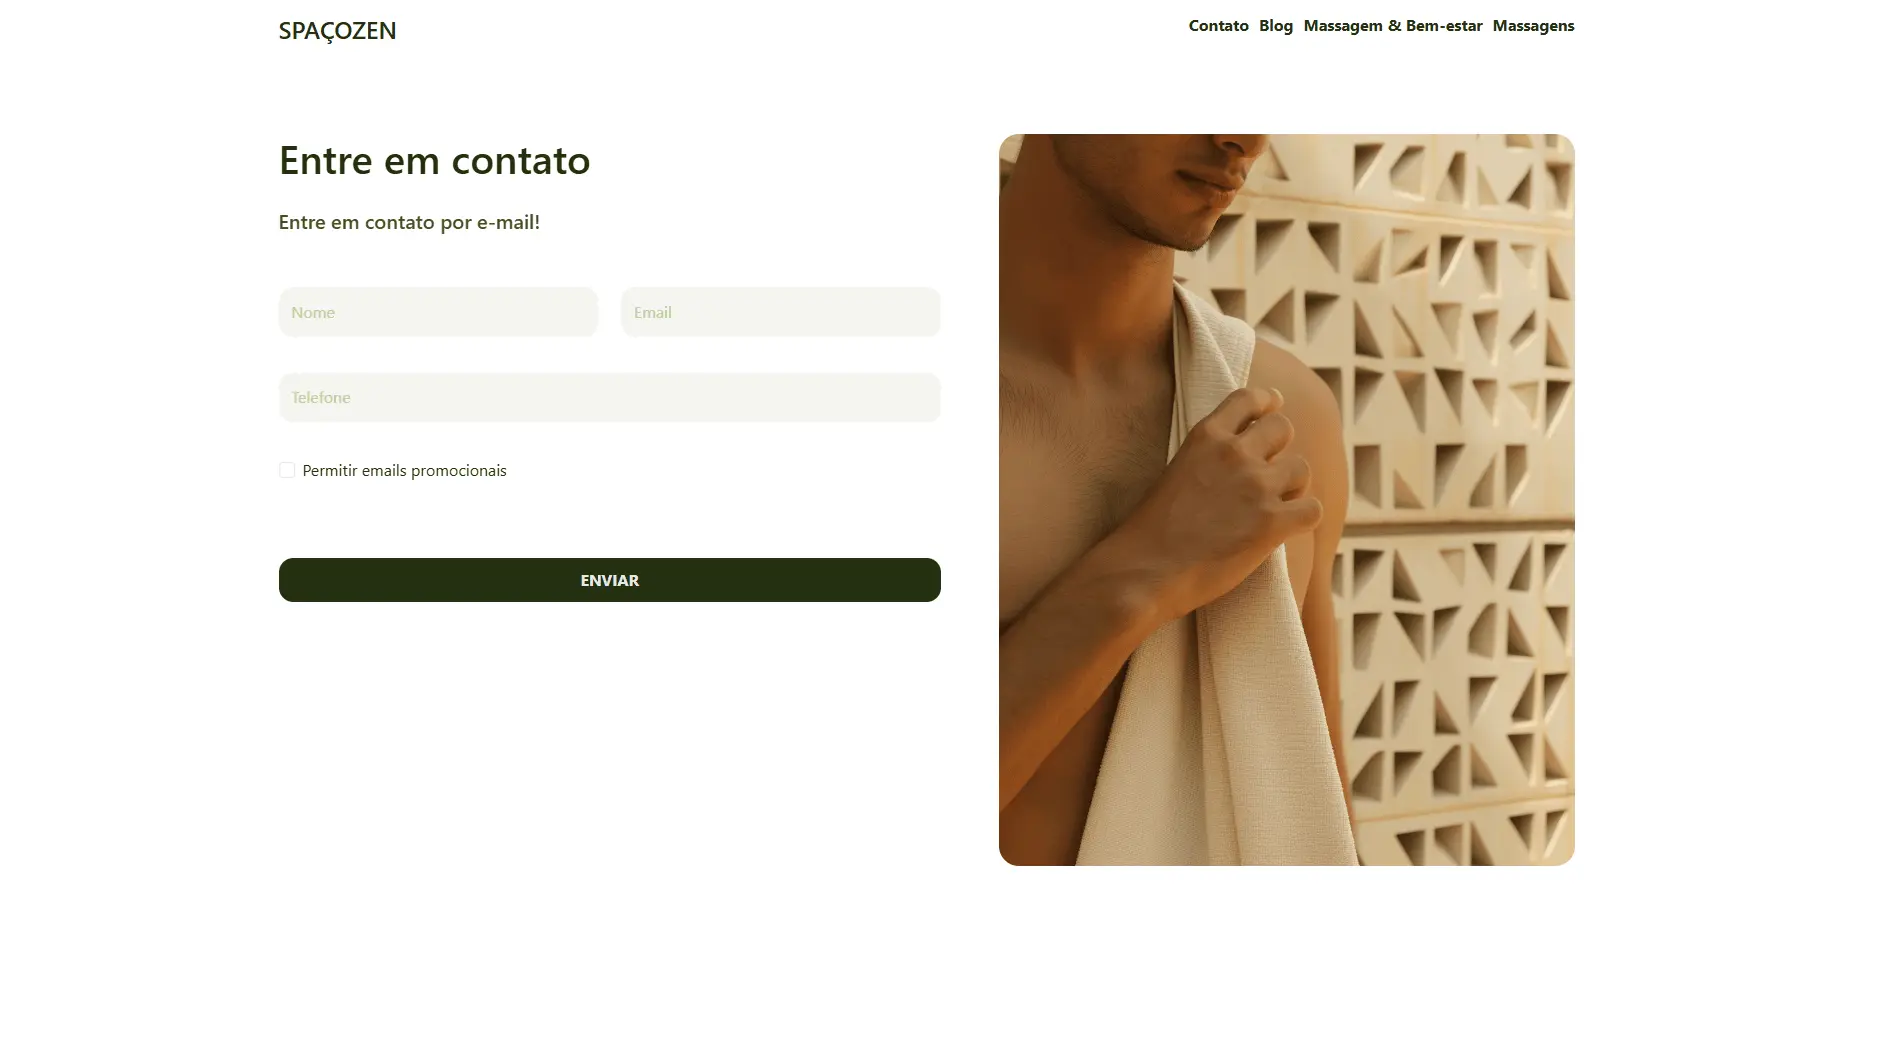 SPAÇOZEN
Contato Blog Massagem & Bem-estar Massagens
Entre em contato
Entre em contato por e-mail!
Nome
Email
Telefone
Permitir emails promocionais
ENVIAR